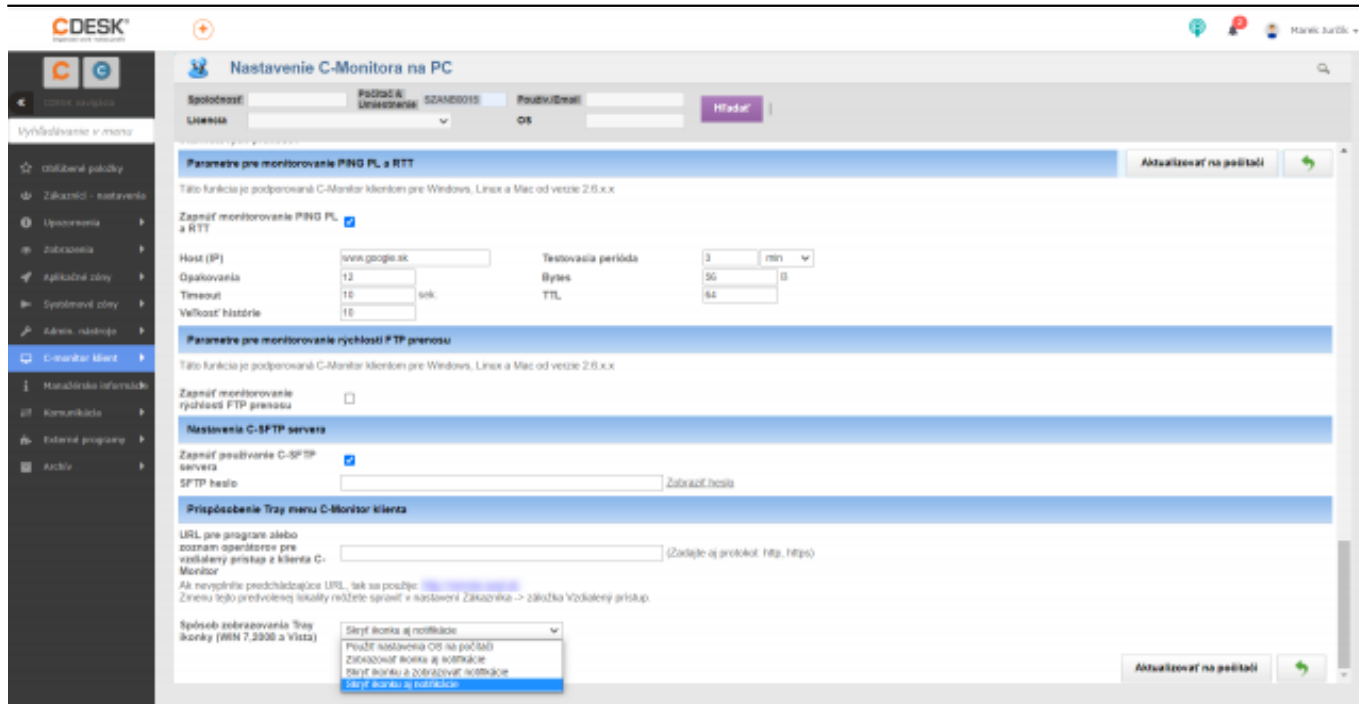 CDESK
2
Marek Jurčík
Nastavenie C-Monitora na PC
CDESK navigácia
Vyhľadávanie v menu
Spoločnosť
Počítač & Umiestnenie SZANB0015
Použív./Email
Hľadať
Licencia
OS
Obľúbené položky
Zákazníci - nastavenia
Upozornenia
Zobrazenia
Aplikačné zóny
Systémové zóny
Admin. nástroje
C-monitor klient
Manažérske informácie
Komunikácia
Externé programy
Archív
Parametre pre monitorovanie PING PL a RTT
Aktualizovať na počítači
Táto funkcia je podporovaná C-Monitor klientom pre Windows, Linux a Mac od verzie 2.6.x.x
Zapnúť monitorovanie PING PL
a RTT
Host (IP) www.google.sk Testovacia perióda 3 min
Opakovania 12 Bytes 56 B
Timeout 10 sek. TTL 64
Veľkosť histórie 10
Parametre pre monitorovanie rýchlosti FTP prenosu
Táto funkcia je podporovaná C-Monitor klientom pre Windows, Linux a Mac od verzie 2.6.x.x
Zapnúť monitorovanie
rýchlosti FTP prenosu
Nastavenia C-SFTP servera
Zapnúť používanie C-SFTP
servera
SFTP heslo Zobraziť heslo
Prispôsobenie Tray menu C-Monitor klienta
URL pre program alebo
zoznam operátorov pre
vzdialený prístup z klienta C-
Monitor
(Zadajte aj protokol: http, https)
Ak nevyplníte predchádzajúce URL, tak sa použije:
Zmenu tejto predvolenej lokality môžete spraviť v nastavení Zákazníka -> záložka Vzdialený prístup.
Spôsob zobrazovania Tray
ikonky (WIN 7,2008 a Vista)
Skryť ikonku aj notifikácie
Použiť nastavenia OS na počítači
Zobrazovať ikonku aj notifikácie
Skryť ikonku a zobrazovať notifikácie
Skryť ikonku aj notifikácie
Aktualizovať na počítači